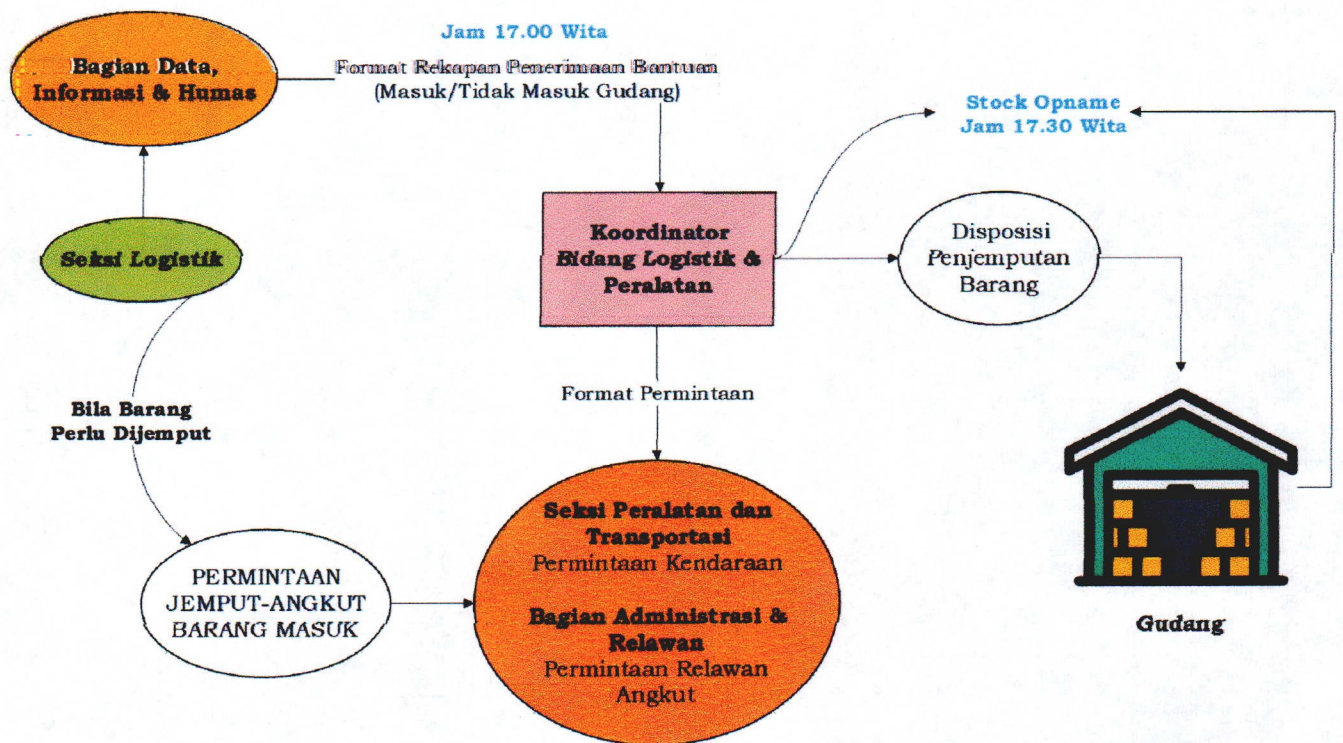 Jam 17.00 Wita
Bagian Data,
Informasi & Humas
Format Rekapan Penerimaan Bantuan
(Masuk/Tidak Masuk Gudang)
Stock Opname
Jam 17.30 Wita
Seksi Logistik
Koordinator
Bidang Logistik &
Peralatan
Disposisi
Penjemputan
Barang
Format Permintaan
Bila Barang
Perlu Dijemput
Seksi Peralatan dan
Transportasi
Permintaan Kendaraan
Bagian Administrasi &
Relawan
Permintaan Relawan
Angkut
PERMINTAAN
JEMPUT-ANGKUT
BARANG MASUK
Gudang